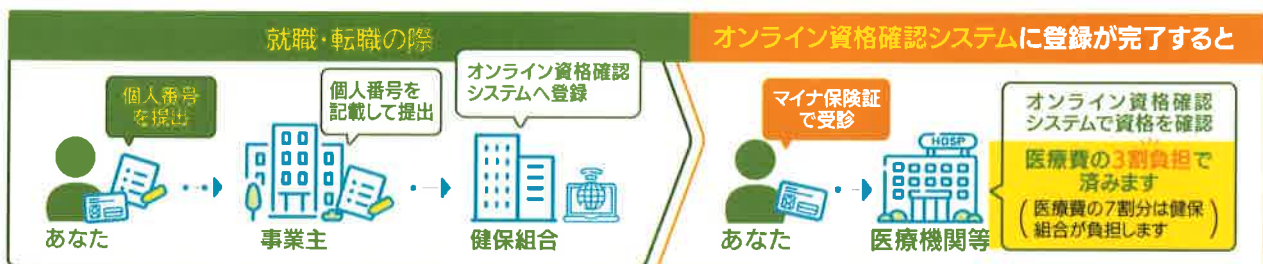 就職・転職の際
個人番号
を提出
あなた
個人番号を
記載して提出
事業主
オンライン資格確認
システムへ登録
健保組合
オンライン資格確認システムに登録が完了すると
マイナ保険証
で受診
あなた
HOSP
医療機関等
オンライン資格確認
システムで資格を確認
医療費の3割負担で
済みます
(医療費の7割分は健保
組合が負担します)